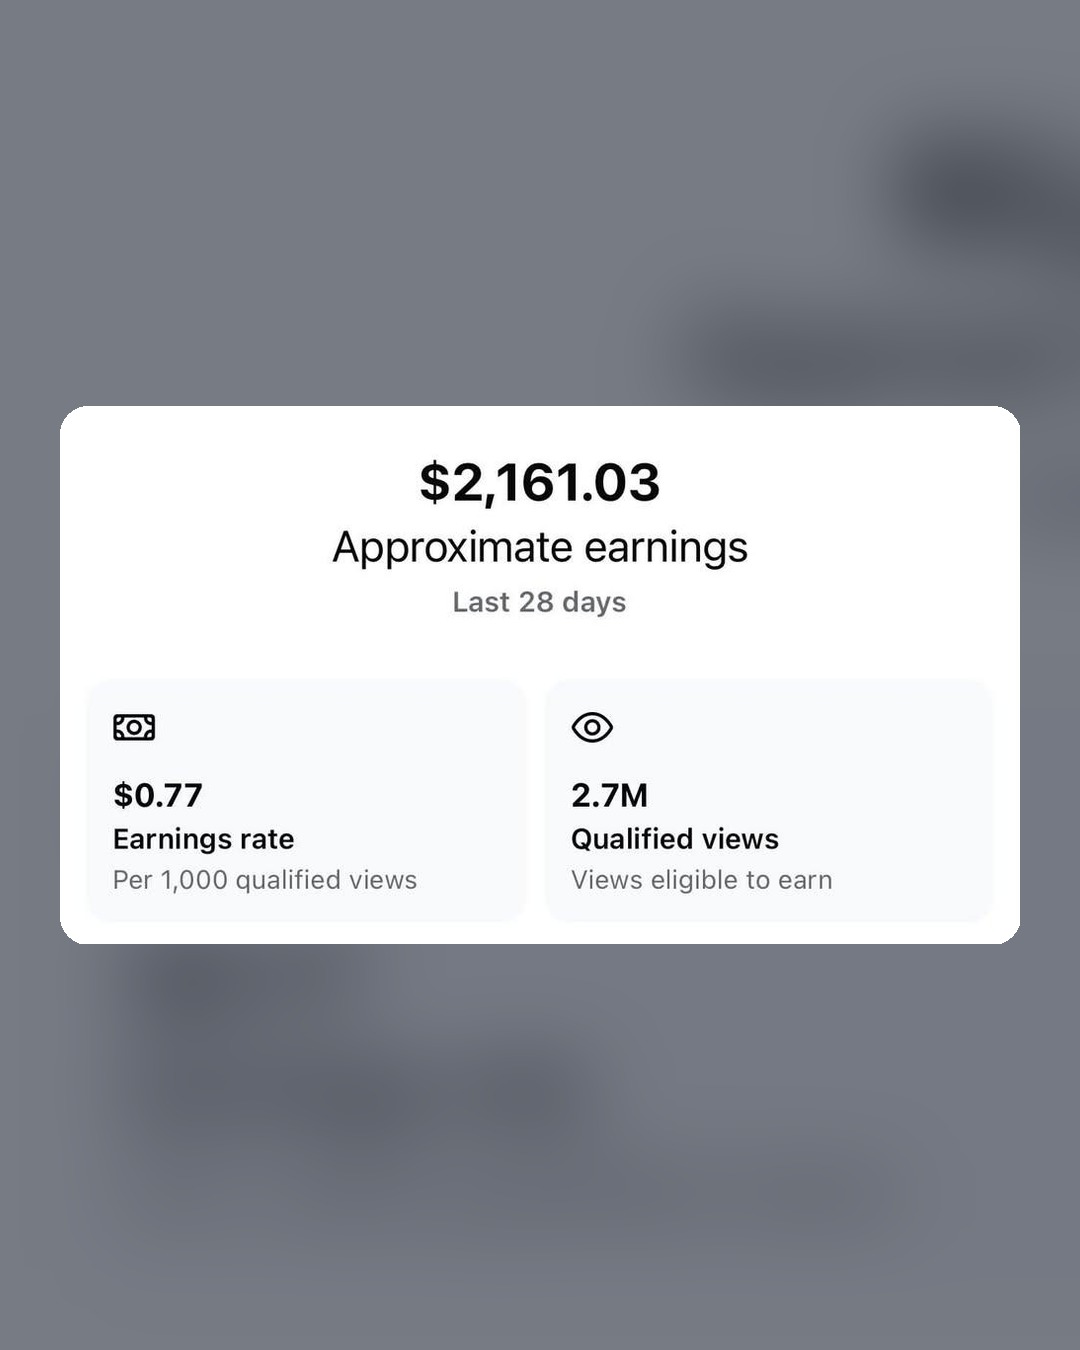 $2,161.03
Approximate earnings
Last 28 days
$0.77
Earnings rate
Per 1,000 qualified views
2.7M
Qualified views
Views eligible to earn